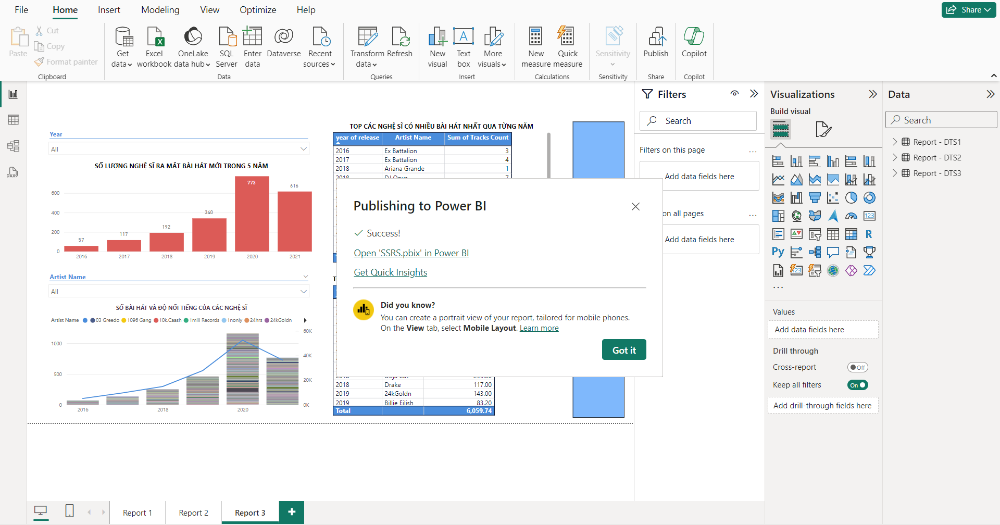 File Home Insert Modeling View Optimize Help
Share
Paste
Cut
Copy
Format painter
Clipboard
Get data
Excel workbook
OneLake data hub
SQL Server
Enter data
Dataverse
Recent sources
Data
Transform data
Refresh
Queries
New visual
Text box
More visuals
Insert
New measure
Quick measure
Calculations
Sensitivity
Sensitivity
Publish
Share
Copilot
Copilot
DAX
Year
All
SỐ LƯỢNG NGHỆ SĨ RA MẮT BÀI HÁT MỚI TRONG 5 NĂM
600
400
200
0
57
117
192
340
773
616
2016 2017 2018 2019 2020 2021
Artist Name
All
SỐ BÀI HÁT VÀ ĐỘ NỔI TIẾNG CỦA CÁC NGHỆ SĨ
Artist Name 03 Greedo 1096 Gang 10k.Caash 1mill Records 1nonly 24hrs 24kGoldn
1000
500
0
60K
40K
20K
0K
2016 2018 2020
TOP CÁC NGHỆ SĨ CÓ NHIỀU BÀI HÁT NHẤT QUA TỪNG NĂM
year of release Artist Name Sum of Tracks Count
2016 Ex Battalion 3
2017 Ex Battalion 4
2018 Ariana Grande 1
T
2018 Drake 117.00
2019 24kGoldn 143.00
2019 Billie Eilish 83.20
Total 6,059.74
Publishing to Power BI
Success!
Open 'SSRS.pbix' in Power BI
Get Quick Insights
Did you know?
You can create a portrait view of your report, tailored for mobile phones.
On the View tab, select Mobile Layout. Learn more
Got it
Filters
Search
Filters on this page ...
Add data fields here
on all pages ...
Add data fields here
Visualizations
Build visual
123
R
Py
123
...
Values
Add data fields here
Drill through
Cross-report Off
Keep all filters On
Add drill-through fields here
Data
Search
Report - DTS1
Report - DTS2
Report - DTS3
Report 1 Report 2 Report 3 +